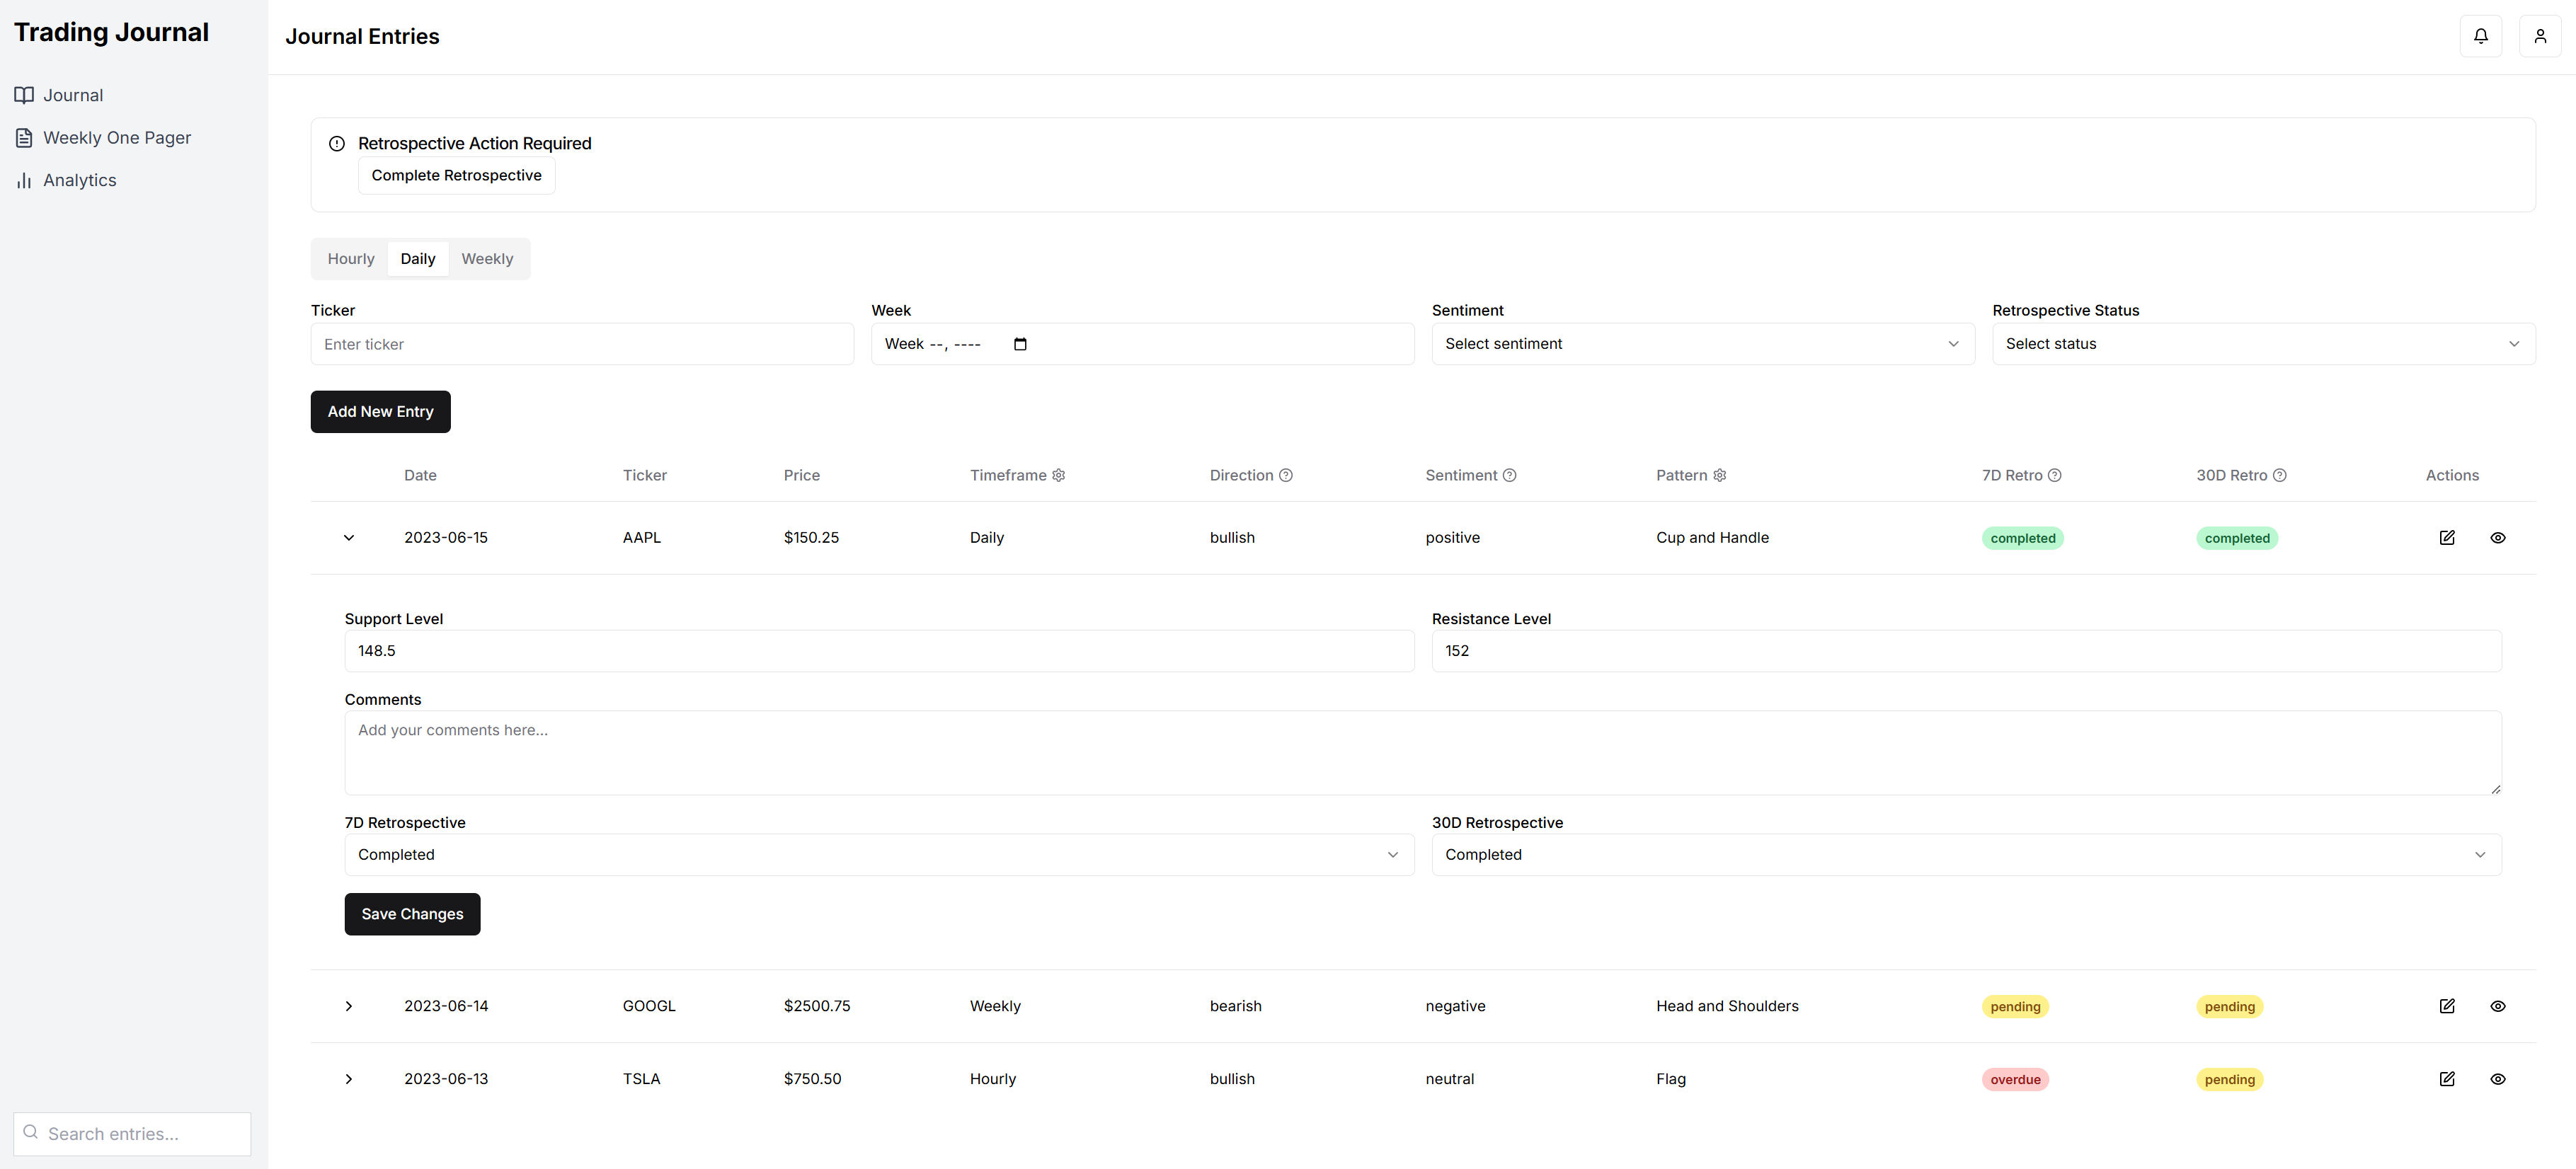 Trading Journal
Journal
Weekly One Pager
Analytics
Search entries...
Journal Entries
Retrospective Action Required
Complete Retrospective
Hourly Daily Weekly
Ticker Week Sentiment Retrospective Status
Enter ticker Week --, ---- Select sentiment Select status
Add New Entry
Date Ticker Price Timeframe Direction Sentiment Pattern 7D Retro 30D Retro Actions
2023-06-15 AAPL $150.25 Daily bullish positive Cup and Handle completed completed
Support Level Resistance Level
148.5 152
Comments
Add your comments here...
7D Retrospective 30D Retrospective
Completed Completed
Save Changes
2023-06-14 GOOGL $2500.75 Weekly bearish negative Head and Shoulders pending pending
2023-06-13 TSLA $750.50 Hourly bullish neutral Flag overdue pending